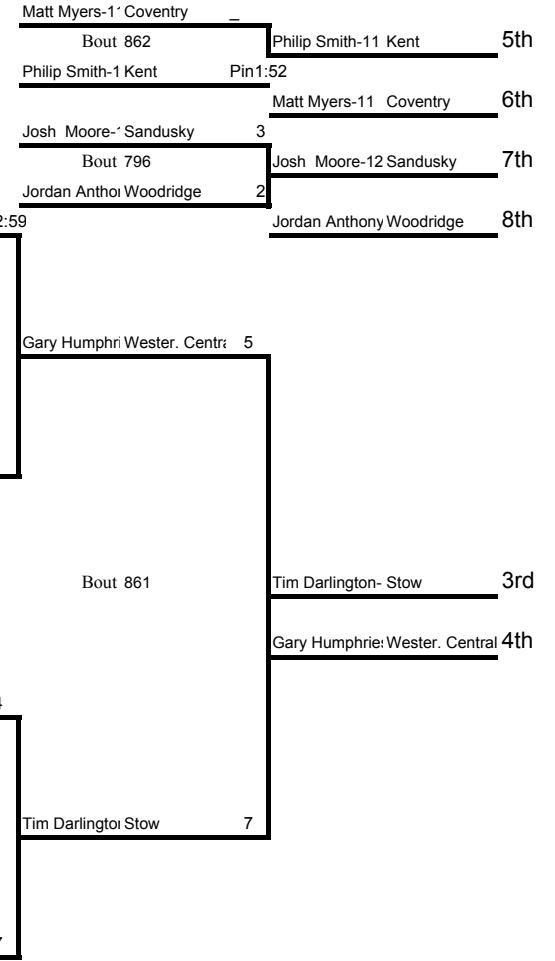 Matt Myers-1 Coventry _
Bout 862
Philip Smith-11 Kent 5th
Philip Smith-1 Kent Pin1:52
Matt Myers-11 Coventry 6th
Josh Moore- Sandusky 3
Bout 796
Josh Moore-12 Sandusky 7th
Jordan Antho Woodridge 2
2:59
Jordan Anthony Woodridge 8th
Gary Humphri Wester. Centra 5
Bout 861
Tim Darlington- Stow 3rd
Gary Humphrie Wester. Central 4th
Tim Darlingto Stow 7